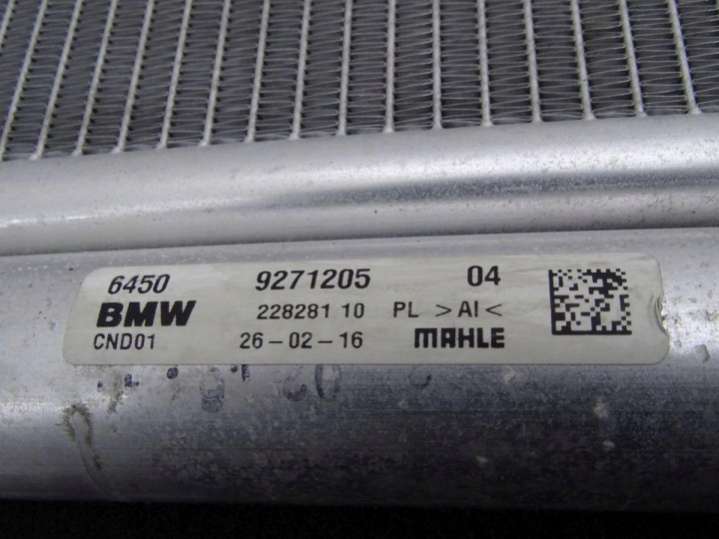 6450 9271205 04
BMW 228281 10 PL >Al<
CND01 26-02-16 MAHLE